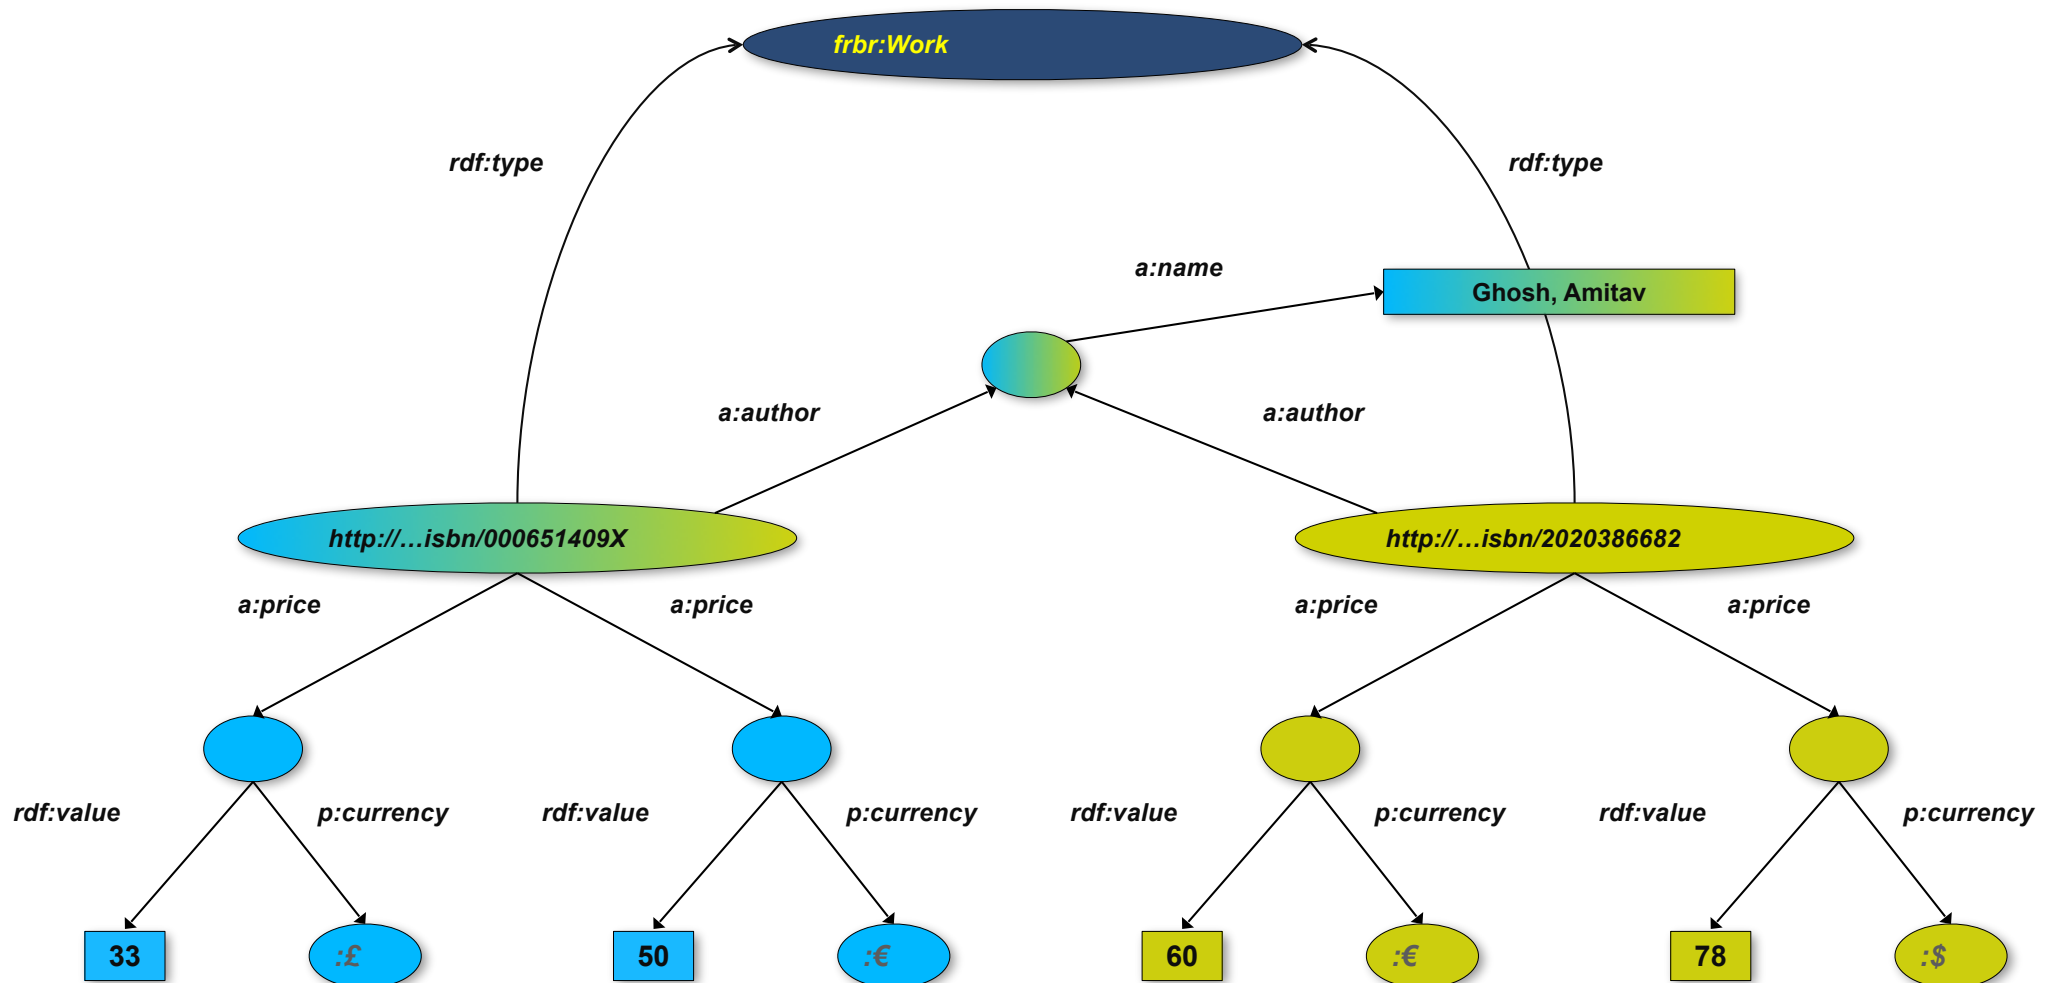 frbr:Work
rdf:type
rdf:type
a:name
Ghosh, Amitav
a:author
a:author
http://…isbn/000651409X
http://…isbn/2020386682
a:price
a:price
a:price
a:price
rdf:value
p:currency
rdf:value
p:currency
rdf:value
p:currency
rdf:value
p:currency
33
:£
50
:€
60
:€
78
:$